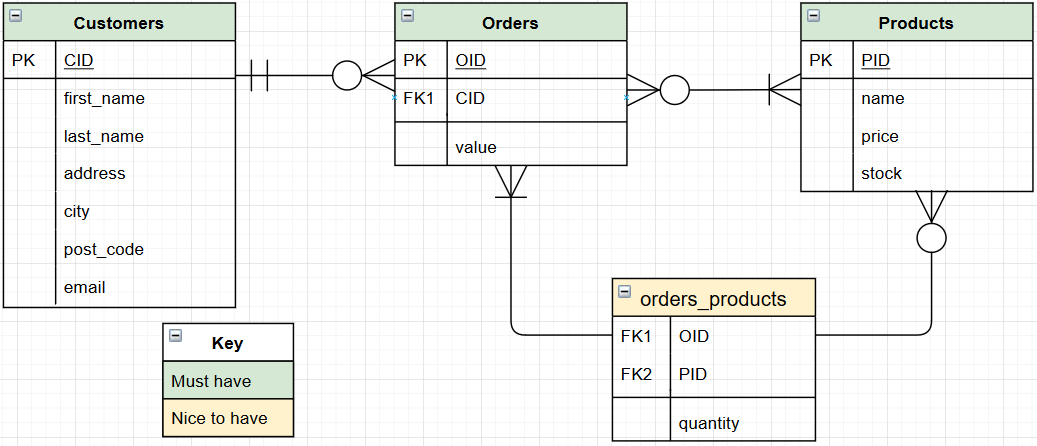 Customers
PK CID
first_name
last_name
address
city
post_code
email
Orders
PK OID
FK1 CID
value
Products
PK PID
name
price
stock
orders_products
FK1 OID
FK2 PID
quantity
Key
Must have
Nice to have